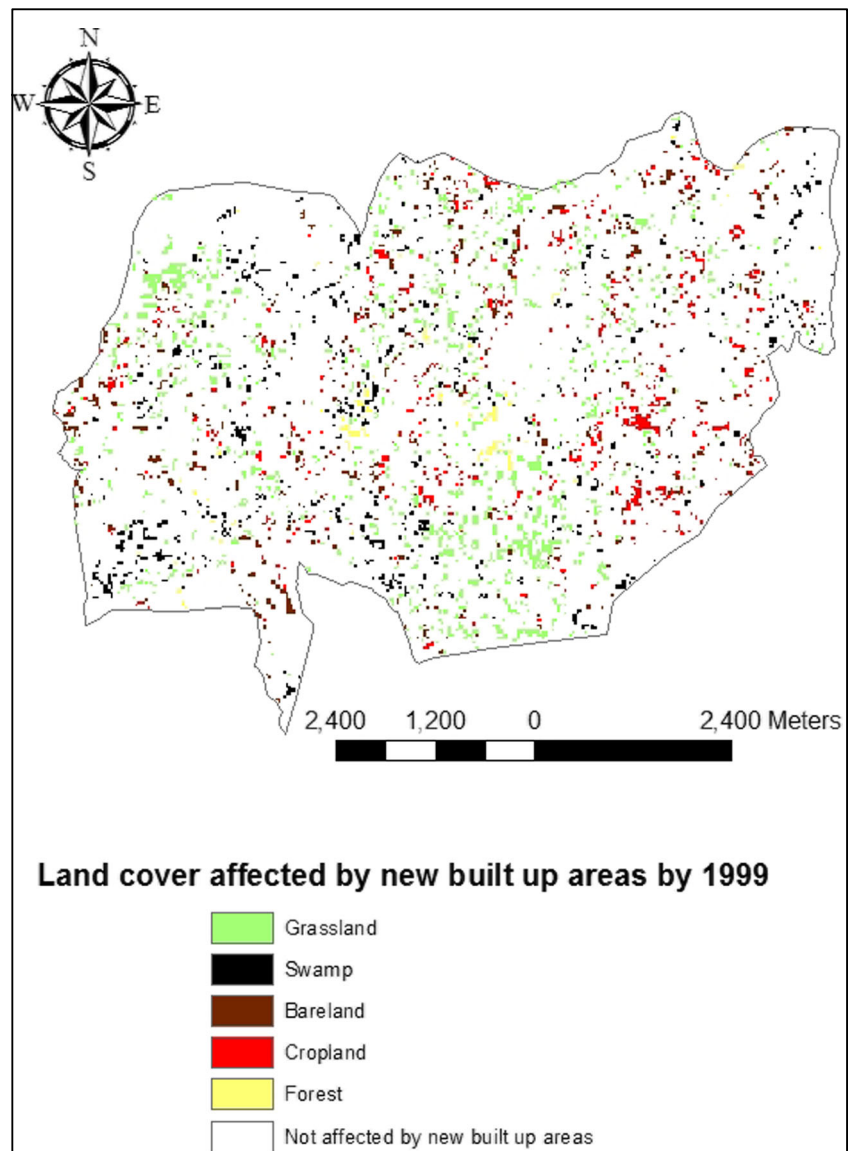 N
W E
S
2,400 1,200 0 2,400 Meters
Land cover affected by new built up areas by 1999
Grassland
Swamp
Bareland
Cropland
Forest
Not affected by new built up areas